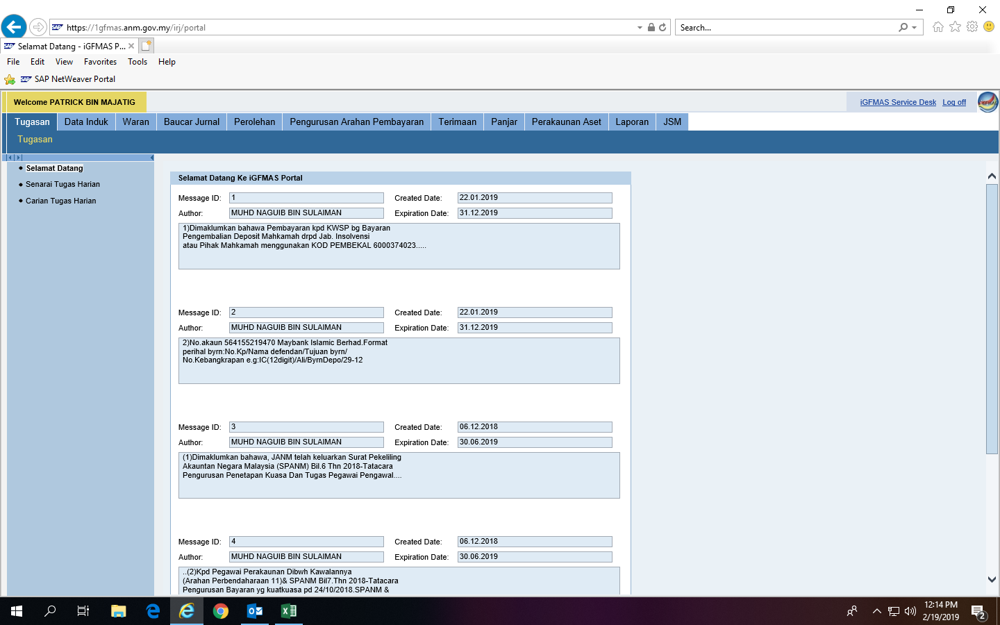 https://1gfmas.anm.gov.my/irj/portal
Search...
SAP Selamat Datang - iGFMAS P...
File Edit View Favorites Tools Help
SAP SAP NetWeaver Portal
Welcome PATRICK BIN MAJATIG
iGFMAS Service Desk Log off
Tugasan Data Induk Waran Baucar Jurnal Perolehan Pengurusan Arahan Pembayaran Terimaan Panjar Perakaunan Aset Laporan JSM
Tugasan
Selamat Datang
Senarai Tugas Harian
Carian Tugas Harian
Selamat Datang Ke iGFMAS Portal
Message ID: 1 Created Date: 22.01.2019
Author: MUHD NAGUIB BIN SULAIMAN Expiration Date: 31.12.2019
1)Dimaklumkan bahawa Pembayaran kpd KWSP bg Bayaran
Pengembalian Deposit Mahkamah drpd Jab. Insolvensi
atau Pihak Mahkamah menggunakan KOD PEMBEKAL 6000374023.....
Message ID: 2 Created Date: 22.01.2019
Author: MUHD NAGUIB BIN SULAIMAN Expiration Date: 31.12.2019
2)No.akaun 564155219470 Maybank Islamic Berhad.Format
perihal byrn:No.Kp/Nama defendan/Tujuan byrn/
No.Kebangkrapan e.g:IC(12digit)/Ali/ByrnDepo/29-12
Message ID: 3 Created Date: 06.12.2018
Author: MUHD NAGUIB BIN SULAIMAN Expiration Date: 30.06.2019
(1)Dimaklumkan bahawa, JANM telah keluarkan Surat Pekeliling
Akauntan Negara Malaysia (SPANM) Bil.6 Thn 2018-Tatacara
Pengurusan Penetapan Kuasa Dan Tugas Pegawai Pengawal....
Message ID: 4 Created Date: 06.12.2018
Author: MUHD NAGUIB BIN SULAIMAN Expiration Date: 30.06.2019
..(2)Kpd Pegawai Perakaunan Dibwh Kawalannya
(Arahan Perbendaharaan 11)& SPANM Bil7.Thn 2018-Tatacara
Pengurusan Bayaran yg kuatkuasa pd 24/10/2018.SPANM &
12:14 PM
2/19/2019
2